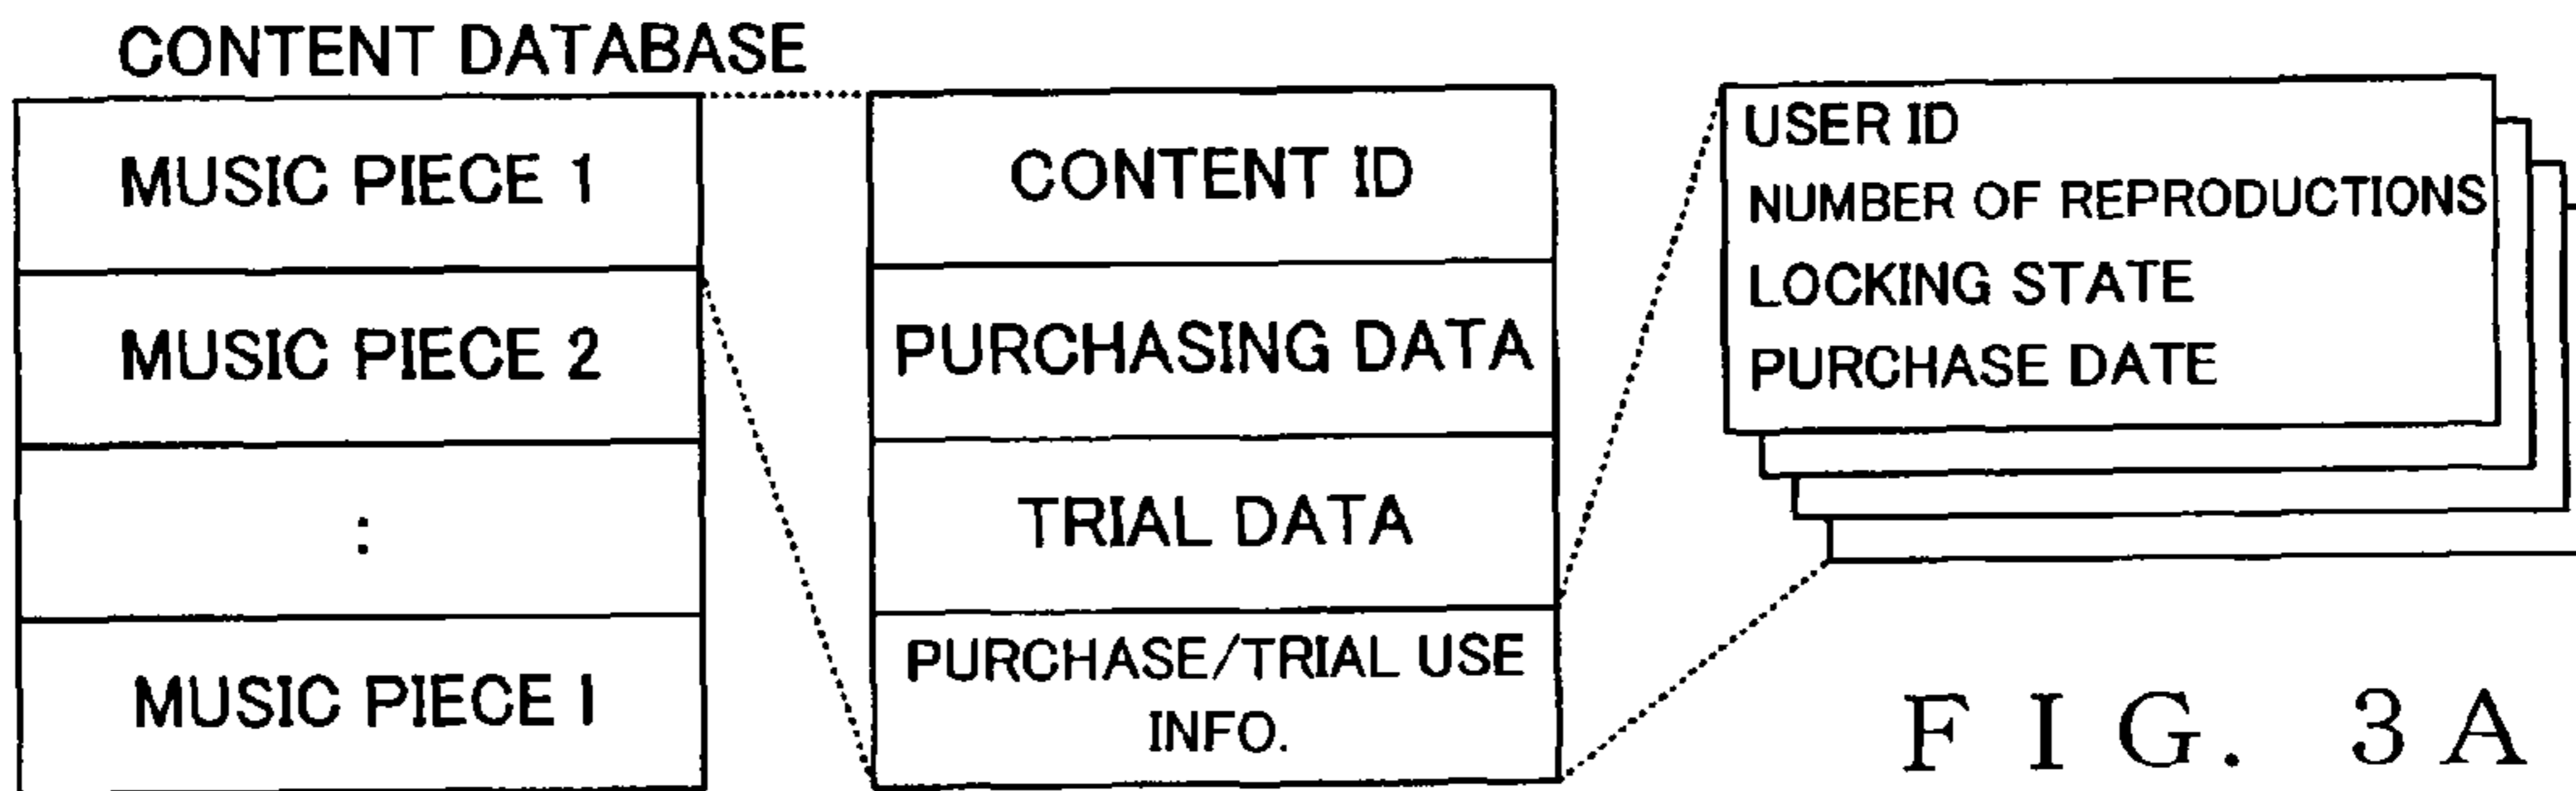 CONTENT DATABASE
MUSIC PIECE 1
MUSIC PIECE 2
:
MUSIC PIECE I
CONTENT ID
PURCHASING DATA
TRIAL DATA
PURCHASE/TRIAL USE
INFO.
USER ID
NUMBER OF REPRODUCTIONS
LOCKING STATE
PURCHASE DATE
FIG. 3A